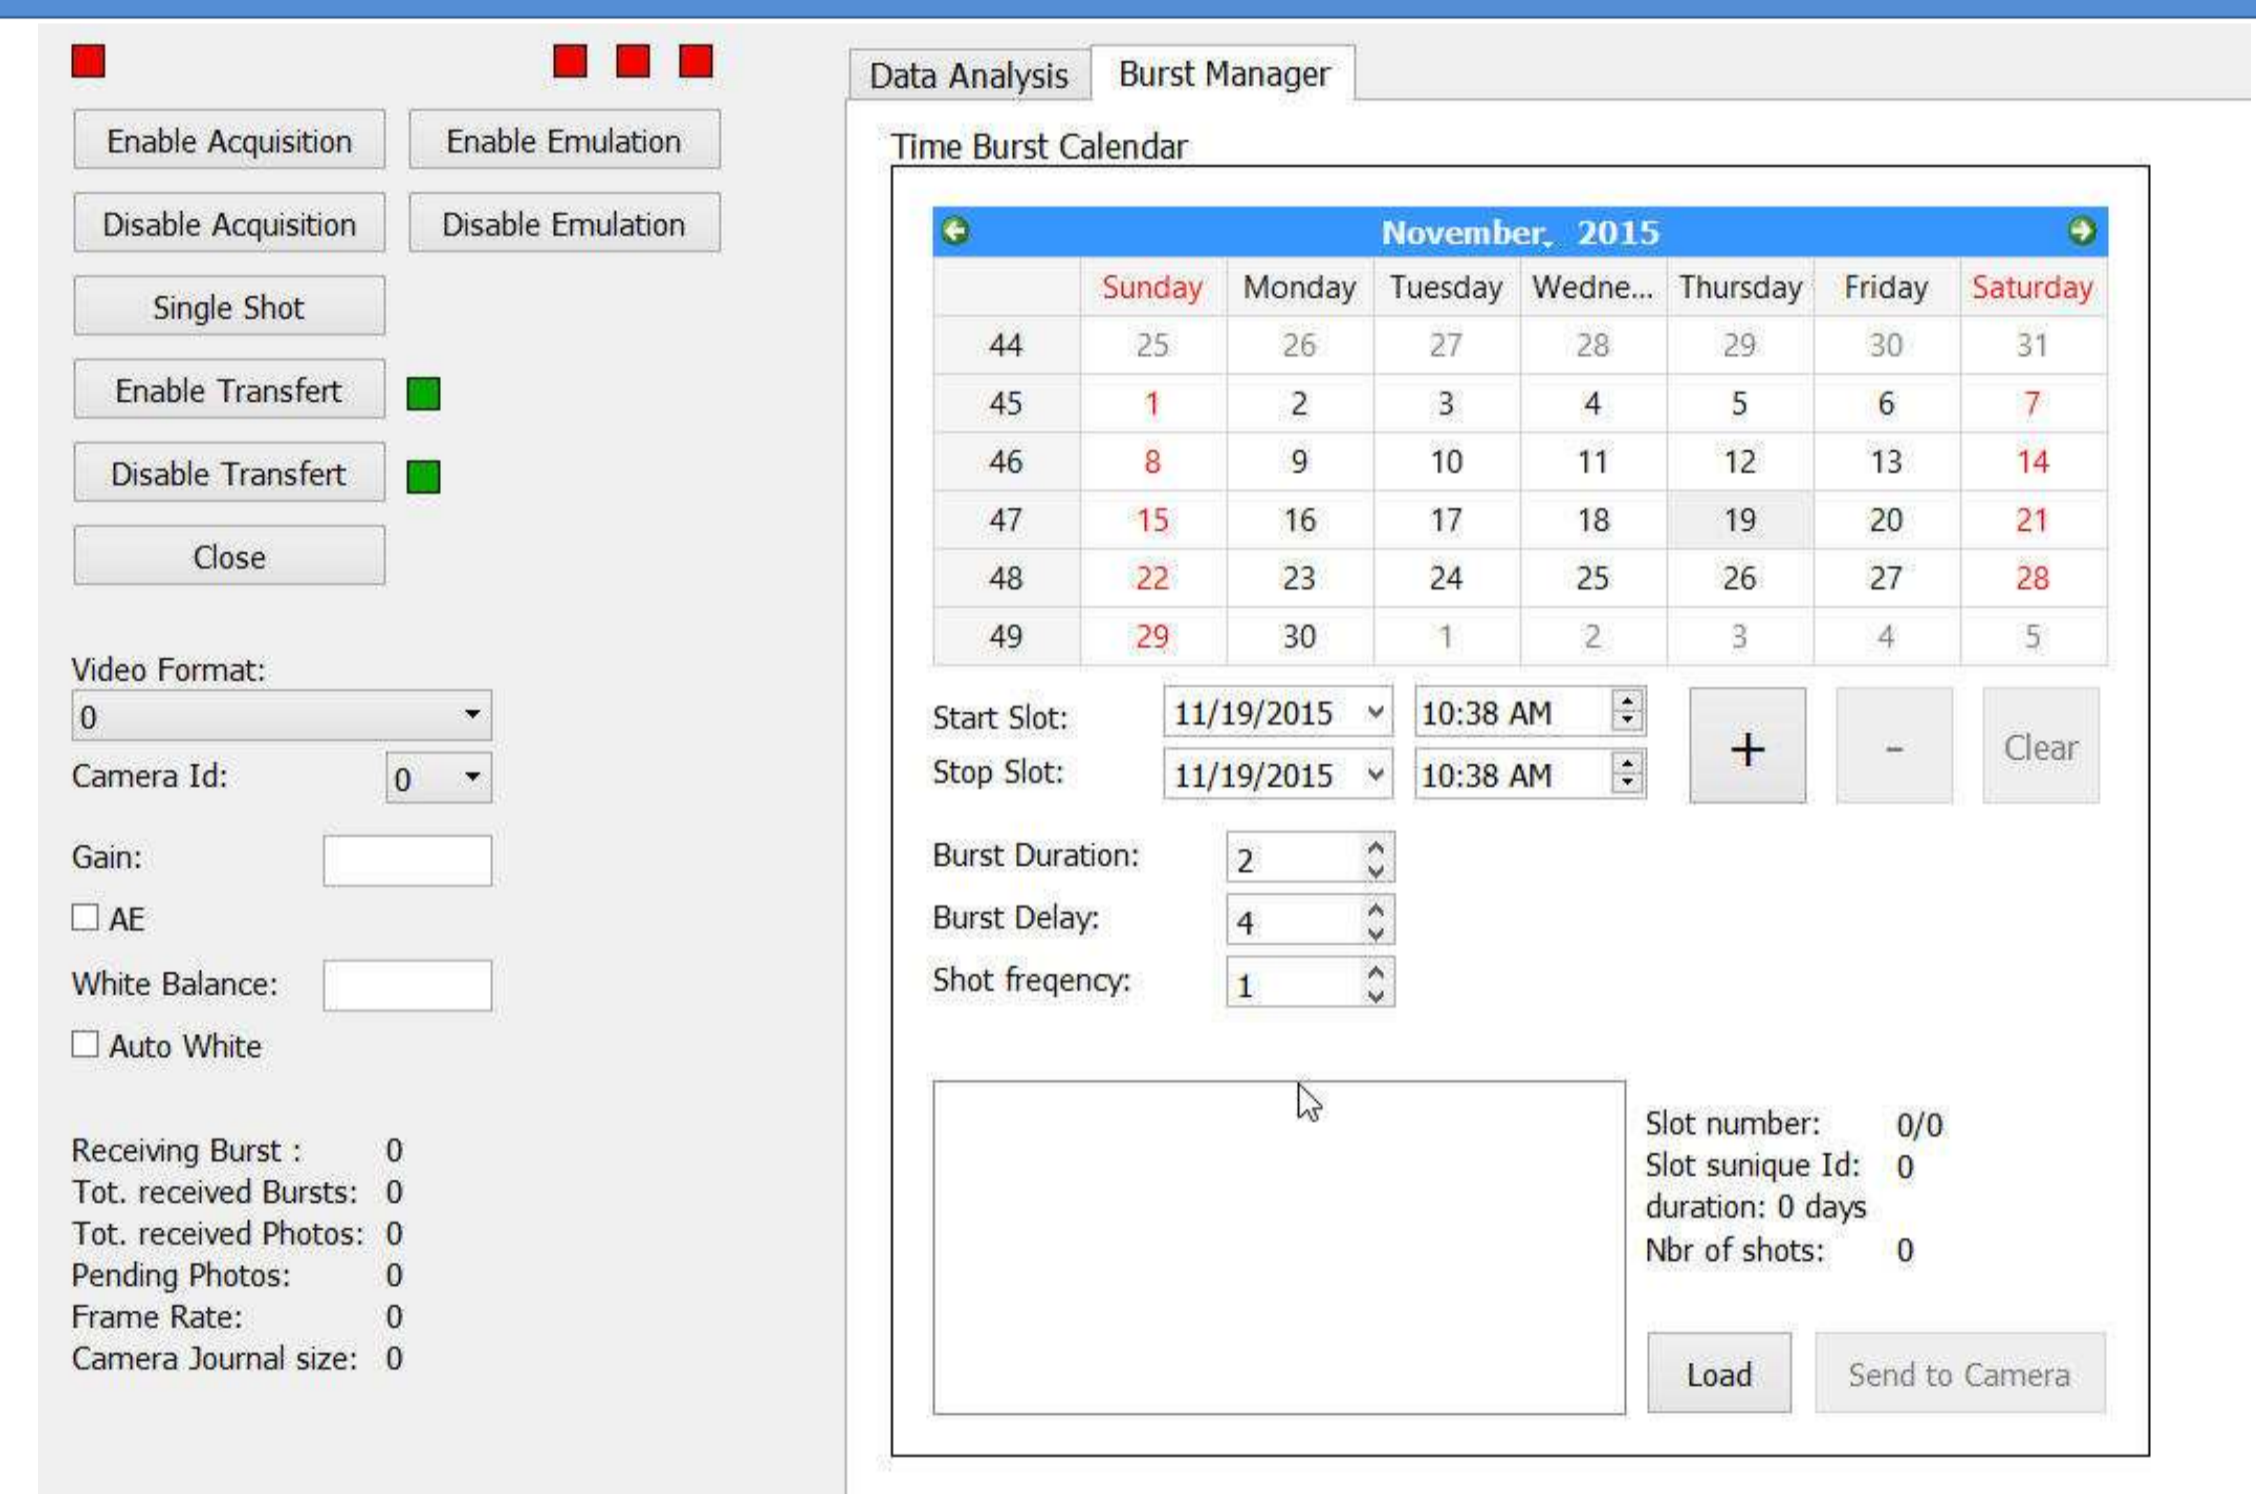 Enable Acquisition Enable Emulation
Disable Acquisition Disable Emulation
Single Shot
Enable Transfert
Disable Transfert
Close
Video Format:
0
Camera Id: 0
Gain:
AE
White Balance:
Auto White
Receiving Burst : 0
Tot. received Bursts: 0
Tot. received Photos: 0
Pending Photos: 0
Frame Rate: 0
Camera Journal size: 0
Data Analysis Burst Manager
Time Burst Calendar
November, 2015
Sunday Monday Tuesday Wedne... Thursday Friday Saturday
44 25 26 27 28 29 30 31
45 1 2 3 4 5 6 7
46 8 9 10 11 12 13 14
47 15 16 17 18 19 20 21
48 22 23 24 25 26 27 28
49 29 30 1 2 3 4 5
Start Slot: 11/19/2015 10:38 AM
Stop Slot: 11/19/2015 10:38 AM
+ - Clear
Burst Duration: 2
Burst Delay: 4
Shot freqency: 1
Slot number: 0/0
Slot sunique Id: 0
duration: 0 days
Nbr of shots: 0
Load Send to Camera